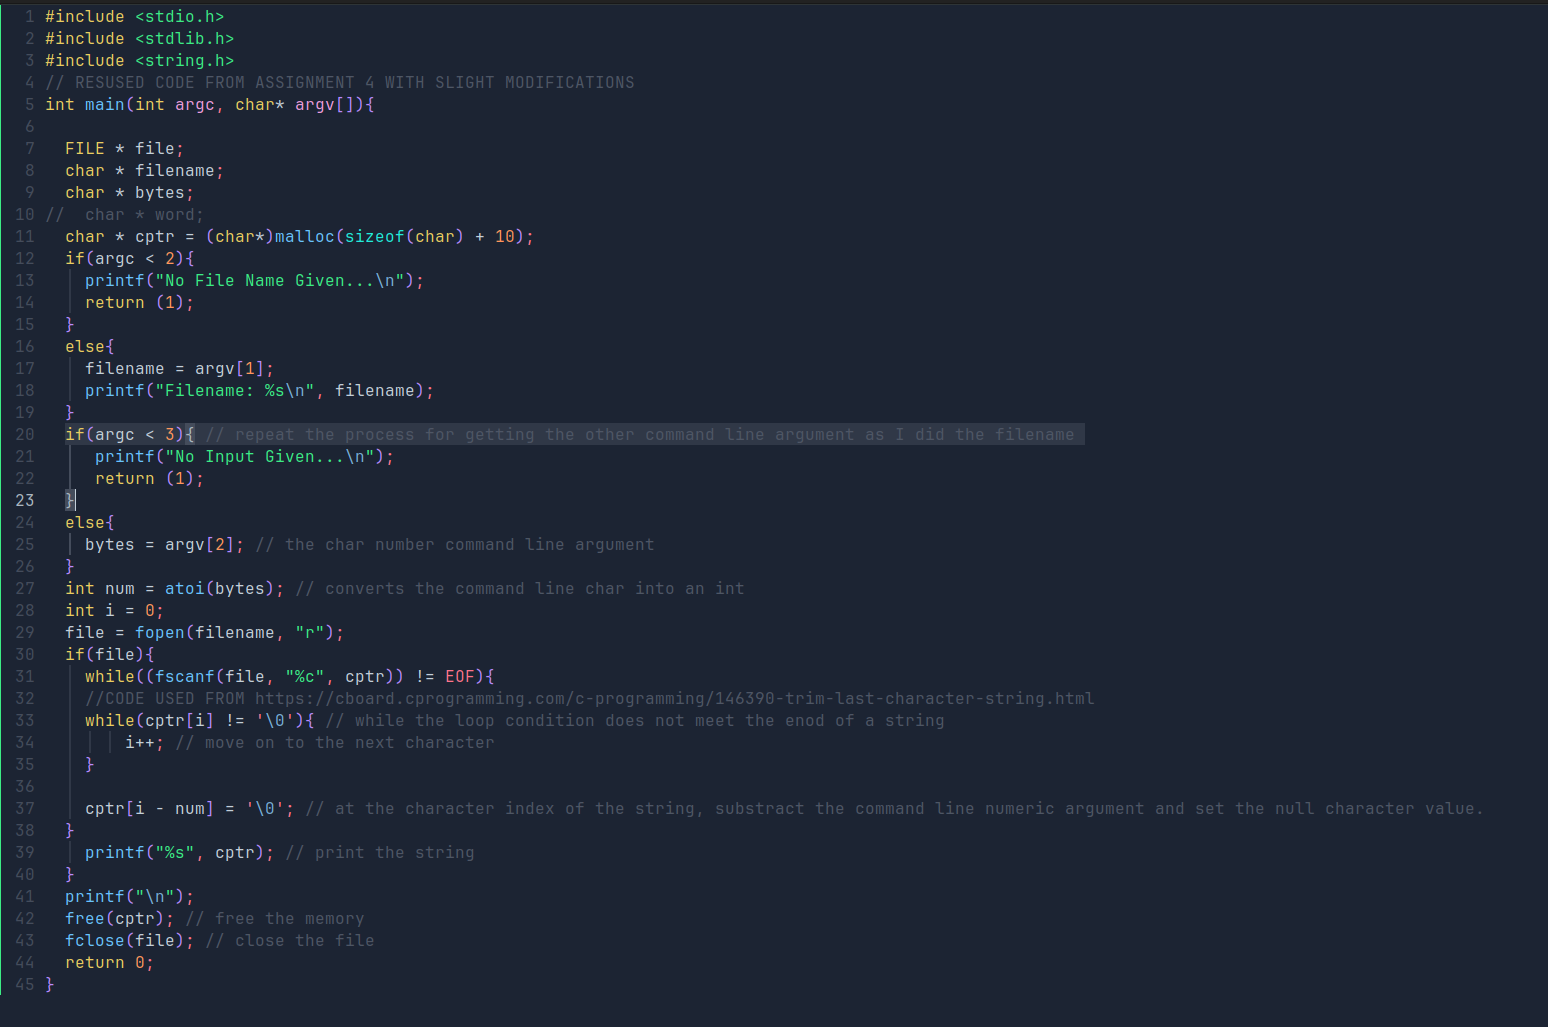 1 #include <stdio.h>
2 #include <stdlib.h>
3 #include <string.h>
4 // RESUSED CODE FROM ASSIGNMENT 4 WITH SLIGHT MODIFICATIONS
5 int main(int argc, char* argv[]){
6
7   FILE * file;
8   char * filename;
9   char * bytes;
10 //  char * word;
11   char * cptr = (char*)malloc(sizeof(char) + 10);
12   if(argc < 2){
13     printf("No File Name Given...\n");
14     return (1);
15   }
16   else{
17     filename = argv[1];
18     printf("Filename: %s\n", filename);
19   }
20   if(argc < 3){ // repeat the process for getting the other command line argument as I did the filename
21      printf("No Input Given...\n");
22      return (1);
23   }
24   else{
25     bytes = argv[2]; // the char number command line argument
26   }
27   int num = atoi(bytes); // converts the command line char into an int
28   int i = 0;
29   file = fopen(filename, "r");
30   if(file){
31     while((fscanf(file, "%c", cptr)) != EOF){
32     //CODE USED FROM https://cboard.cprogramming.com/c-programming/146390-trim-last-character-string.html
33     while(cptr[i] != '\0'){ // while the loop condition does not meet the enod of a string
34         i++; // move on to the next character
35     }
36
37     cptr[i - num] = '\0'; // at the character index of the string, substract the command line numeric argument and set the null character value.
38   }
39     printf("%s", cptr); // print the string
40   }
41   printf("\n");
42   free(cptr); // free the memory
43   fclose(file); // close the file
44   return 0;
45 }